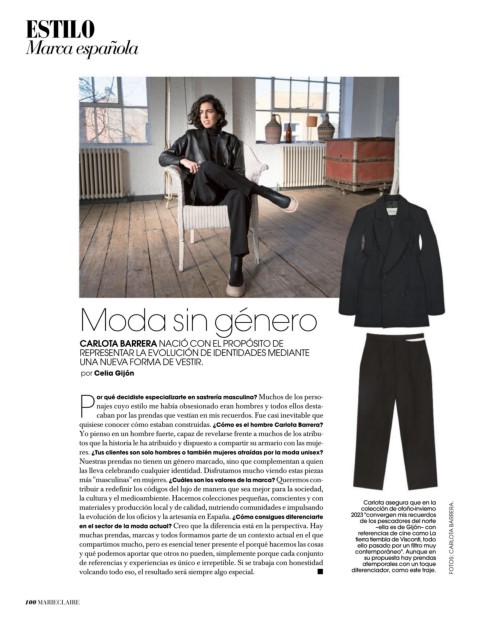 ESTILO
Marca española
Moda sin género
CARLOTA BARRERA NACIÓ CON EL PROPÓSITO DE
REPRESENTAR LA EVOLUCIÓN DE IDENTIDADES MEDIANTE
UNA NUEVA FORMA DE VESTIR.
por Celia Gijón
Por qué decidiste especializarte en sastrería masculina? Muchos de los perso-
najes cuyo estilo me había obsesionado eran hombres y todos ellos desta-
caban por las prendas que vestían en mis recuerdos. Fue casi inevitable que
quisiese conocer cómo estaban construidas. ¿Cómo es el hombre Carlota Barrera?
Yo pienso en un hombre fuerte, capaz de revelarse frente a muchos de los atribu-
tos que la historia le ha atribuido y dispuesto a compartir su armario con las muje-
res. ¿Tus clientes son solo hombres o también mujeres atraídas por la moda unisex?
Nuestras prendas no tienen un género marcado, sino que complementan a quien
las lleva celebrando cualquier identidad. Disfrutamos mucho viendo estas piezas
más "masculinas" en mujeres. ¿Cuáles son los valores de la marca? Queremos con-
tribuir a redefinir los códigos del lujo de manera que sea mejor para la sociedad,
la cultura y el medioambiente. Hacemos colecciones pequeñas, conscientes y con
materiales y producción local y de calidad, nutriendo comunidades e impulsando
la evolución de los oficios y la artesanía en España. ¿Cómo consigues diferenciarte
en el sector de la moda actual? Creo que la diferencia está en la perspectiva. Hay
muchas prendas, marcas y todos formamos parte de un contexto actual en el que
compartimos mucho, pero es esencial tener presente el porqué hacemos las cosas
y qué podemos aportar que otros no pueden, simplemente porque cada conjunto
de referencias y experiencias es único e irrepetible. Si se trabaja con honestidad
volcando todo eso, el resultado será siempre algo especial.
Carlota asegura que en la
colección de otoño-invierno
2023 "convergen mis recuerdos
de los pescadores del norte
–ella es de Gijón– con
referencias de cine como La
tierra tiembla de Visconti, todo
ello pasado por un filtro muy
contemporáneo". Aunque en
su propuesta hay prendas
atemporales con un toque
diferenciador, como este traje.
FOTOS: CARLOTA BARRERA.
100 MARIECLAIRE